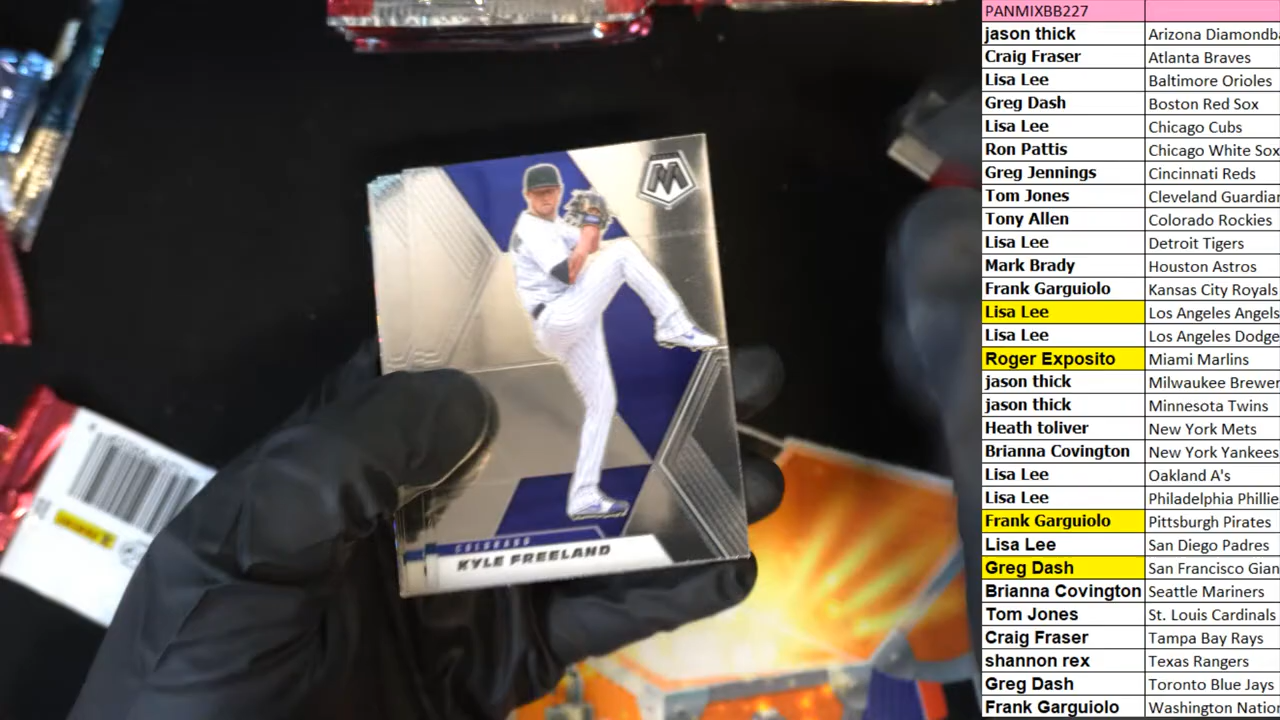 M
COLORADO
KYLE FREELAND
PANMIXBB227
jason thick Arizona Diamondba
Craig Fraser Atlanta Braves
Lisa Lee Baltimore Orioles
Greg Dash Boston Red Sox
Lisa Lee Chicago Cubs
Ron Pattis Chicago White Sox
Greg Jennings Cincinnati Reds
Tom Jones Cleveland Guardian
Tony Allen Colorado Rockies
Lisa Lee Detroit Tigers
Mark Brady Houston Astros
Frank Garguiolo Kansas City Royals
Lisa Lee Los Angeles Angels
Lisa Lee Los Angeles Dodge
Roger Exposito Miami Marlins
jason thick Milwaukee Brewer
jason thick Minnesota Twins
Heath toliver New York Mets
Brianna Covington New York Yankees
Lisa Lee Oakland A's
Lisa Lee Philadelphia Phillie
Frank Garguiolo Pittsburgh Pirates
Lisa Lee San Diego Padres
Greg Dash San Francisco Gian
Brianna Covington Seattle Mariners
Tom Jones St. Louis Cardinals
Craig Fraser Tampa Bay Rays
shannon rex Texas Rangers
Greg Dash Toronto Blue Jays
Frank Garguiolo Washington Natio